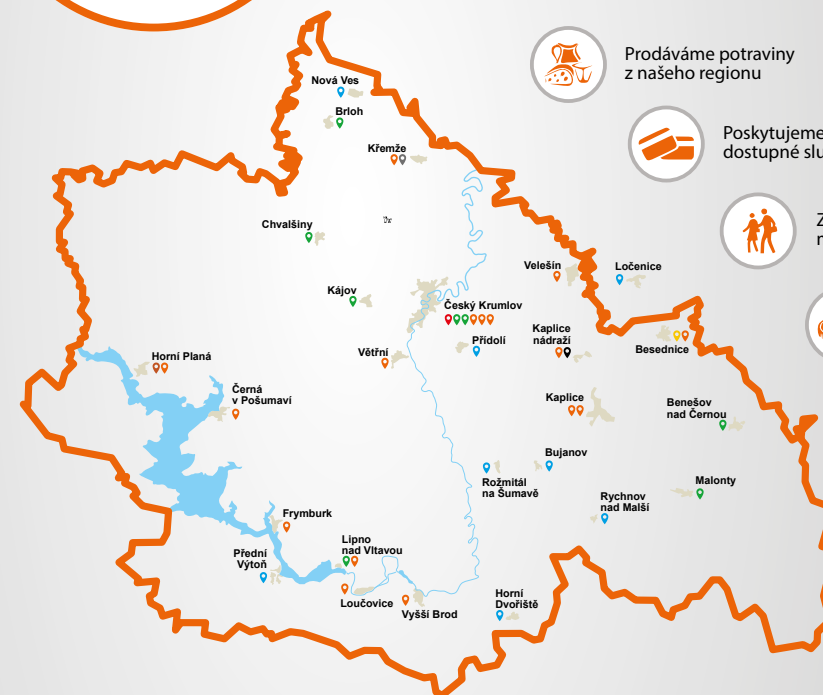 Prodáváme potraviny
z našeho regionu
Poskytujeme
dostupné slu
Z
Nová Ves
Brloh
Křemže
Chvalšiny
Velešín
Ločenice
Kájov
Český Krumlov
Kaplice
nádraží
Přídolí
Besednice
Větřní
Horní Planá
Černá
v Pošumaví
Kaplice
Benešov
nad Černou
Bujanov
Rožmitál
na Šumavě
Malonty
Rychnov
nad Malší
Frymburk
Lipno
nad Vltavou
Přední
Výtoň
Loučovice
Vyšší Brod
Horní
Dvořiště